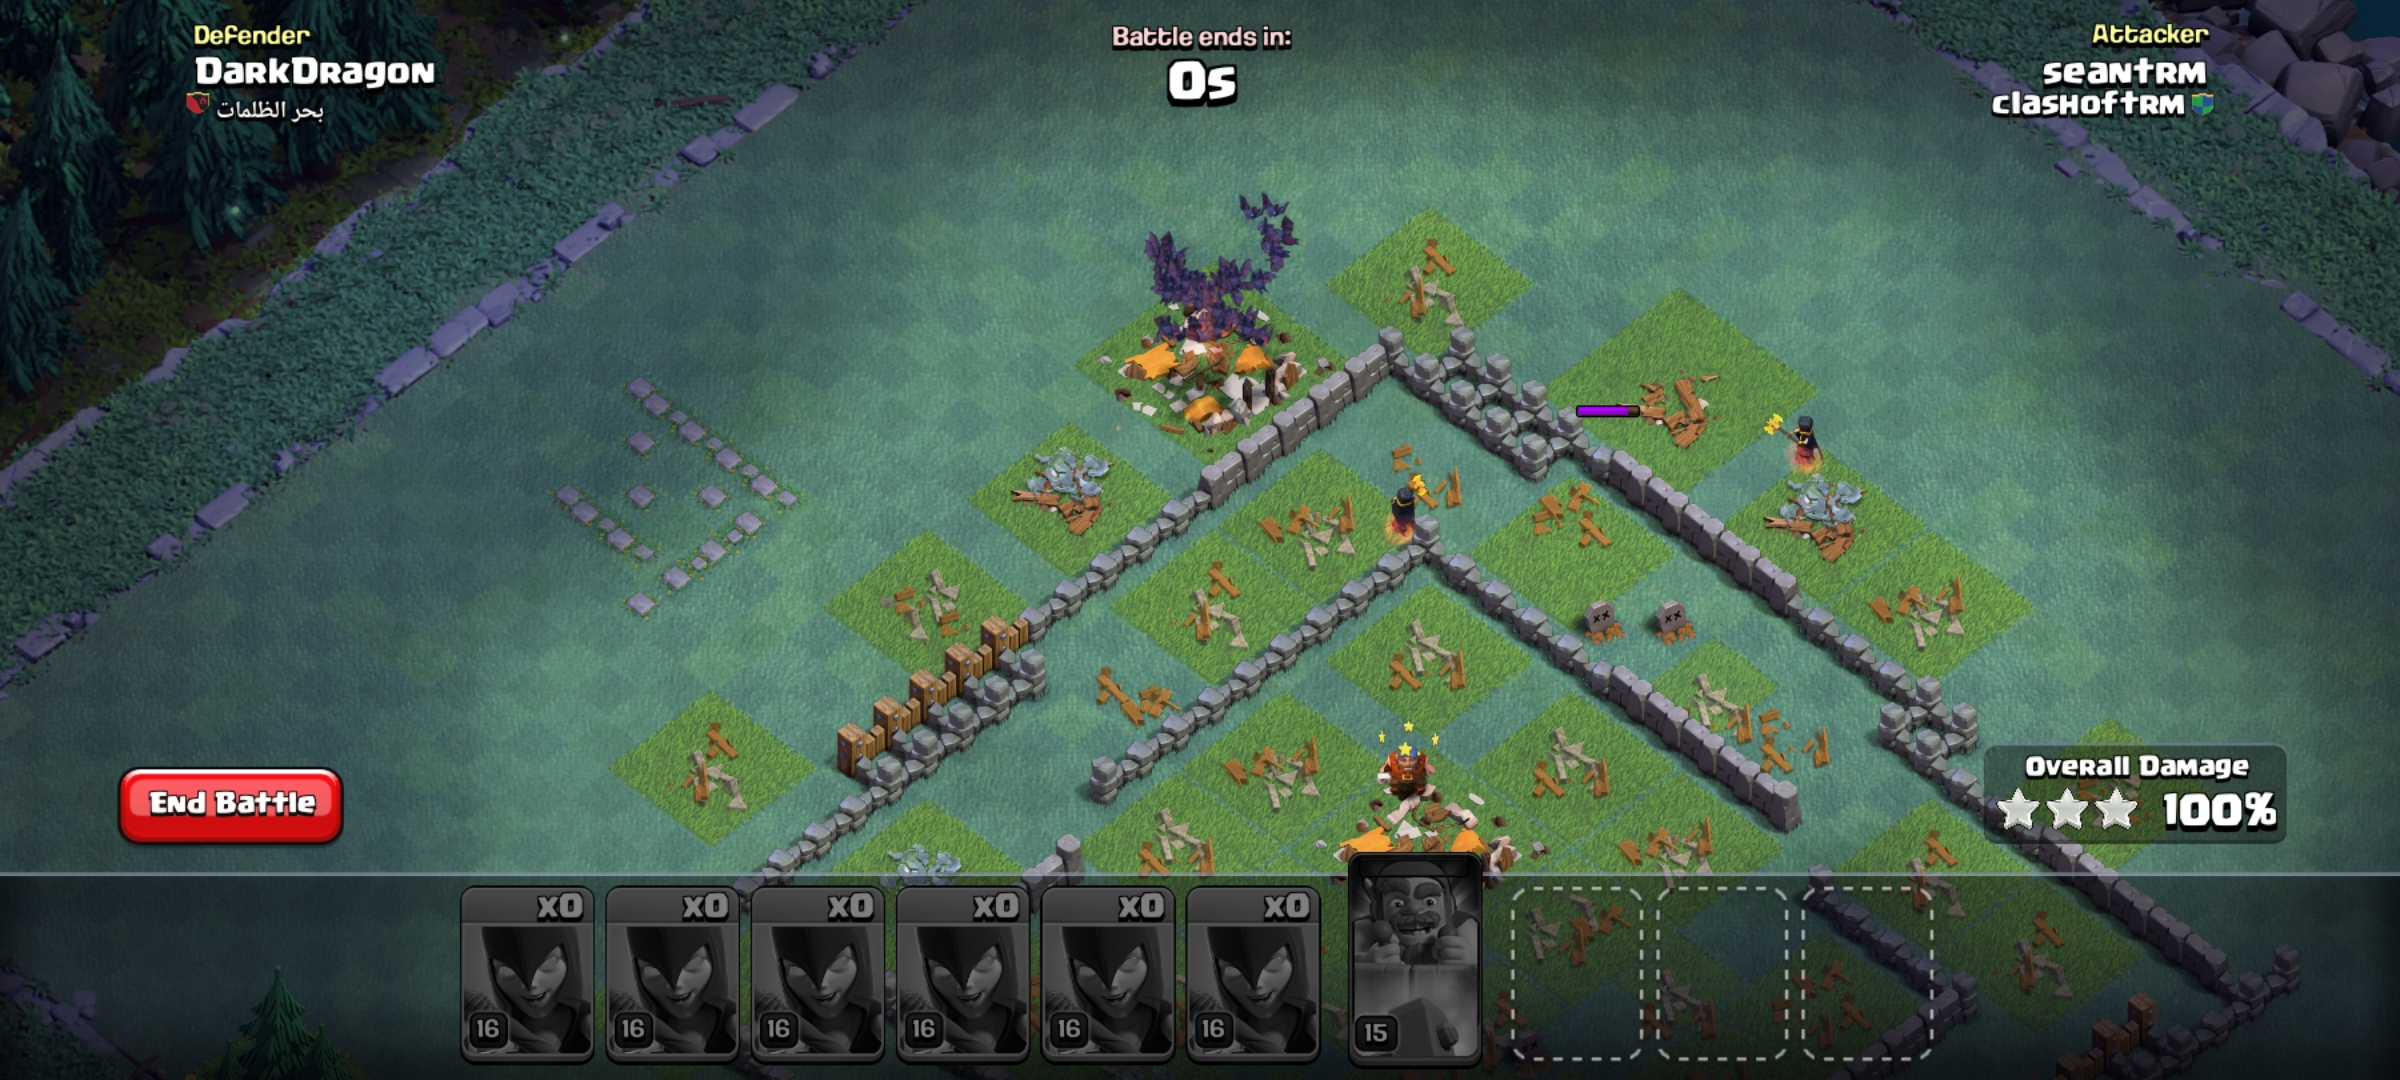 Defender
DarkDragon
بحر الظلمات
Battle ends in:
0s
Attacker
seantRM
clashoftRM
End Battle
Overall Damage
100%
x0 x0 x0 x0 x0 x0
16 16 16 16 16 16 15